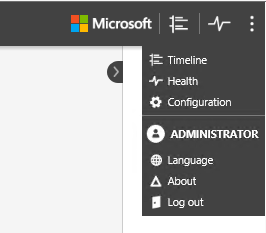 Microsoft
Timeline
Health
Configuration
ADMINISTRATOR
Language
About
Log out